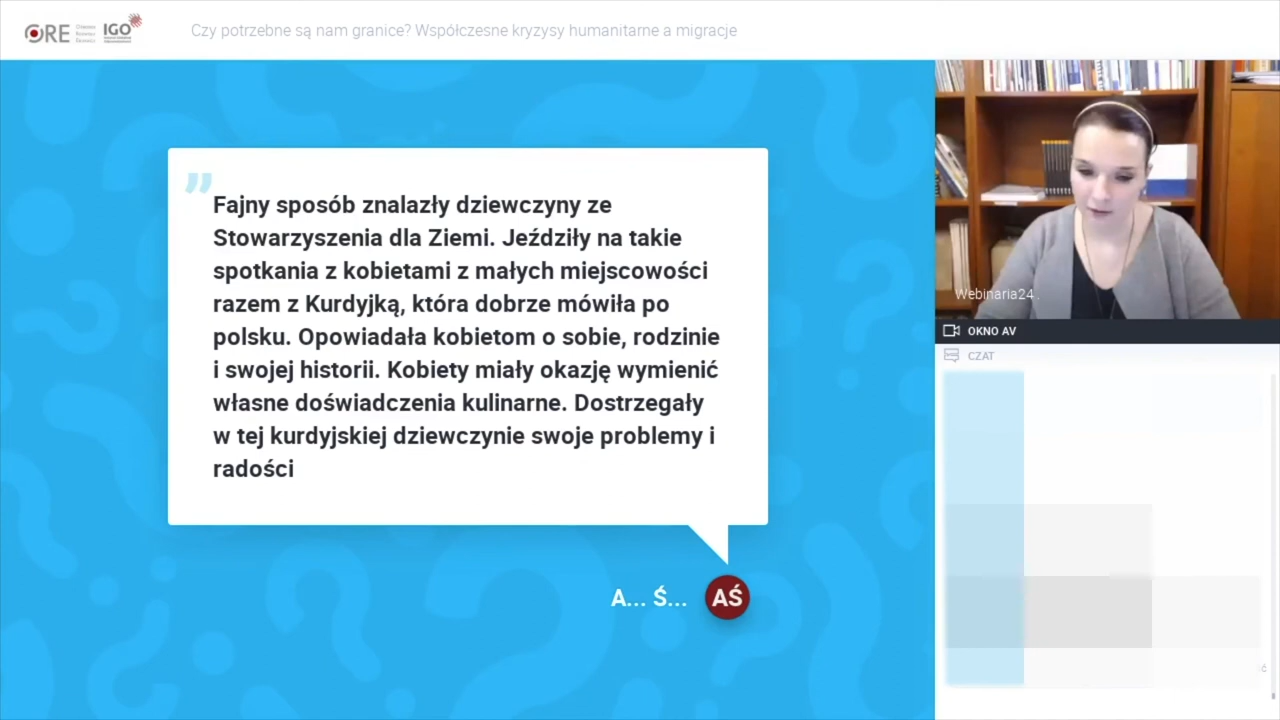 ORE
Ośrodek
Rozwoju
Edukacji
IGO
Czy potrzebne są nam granice? Współczesne kryzysy humanitarne a migracje
”
Fajny sposób znalazły dziewczyny ze
Stowarzyszenia dla Ziemi. Jeździły na takie
spotkania z kobietami z małych miejscowości
razem z Kurdyjką, która dobrze mówiła po
polsku. Opowiadała kobietom o sobie, rodzinie
i swojej historii. Kobiety miały okazję wymienić
własne doświadczenia kulinarne. Dostrzegały
w tej kurdyjskiej dziewczynie swoje problemy i
radości
A... Ś... AŚ
Webinaria24 .
OKNO AV
CZAT